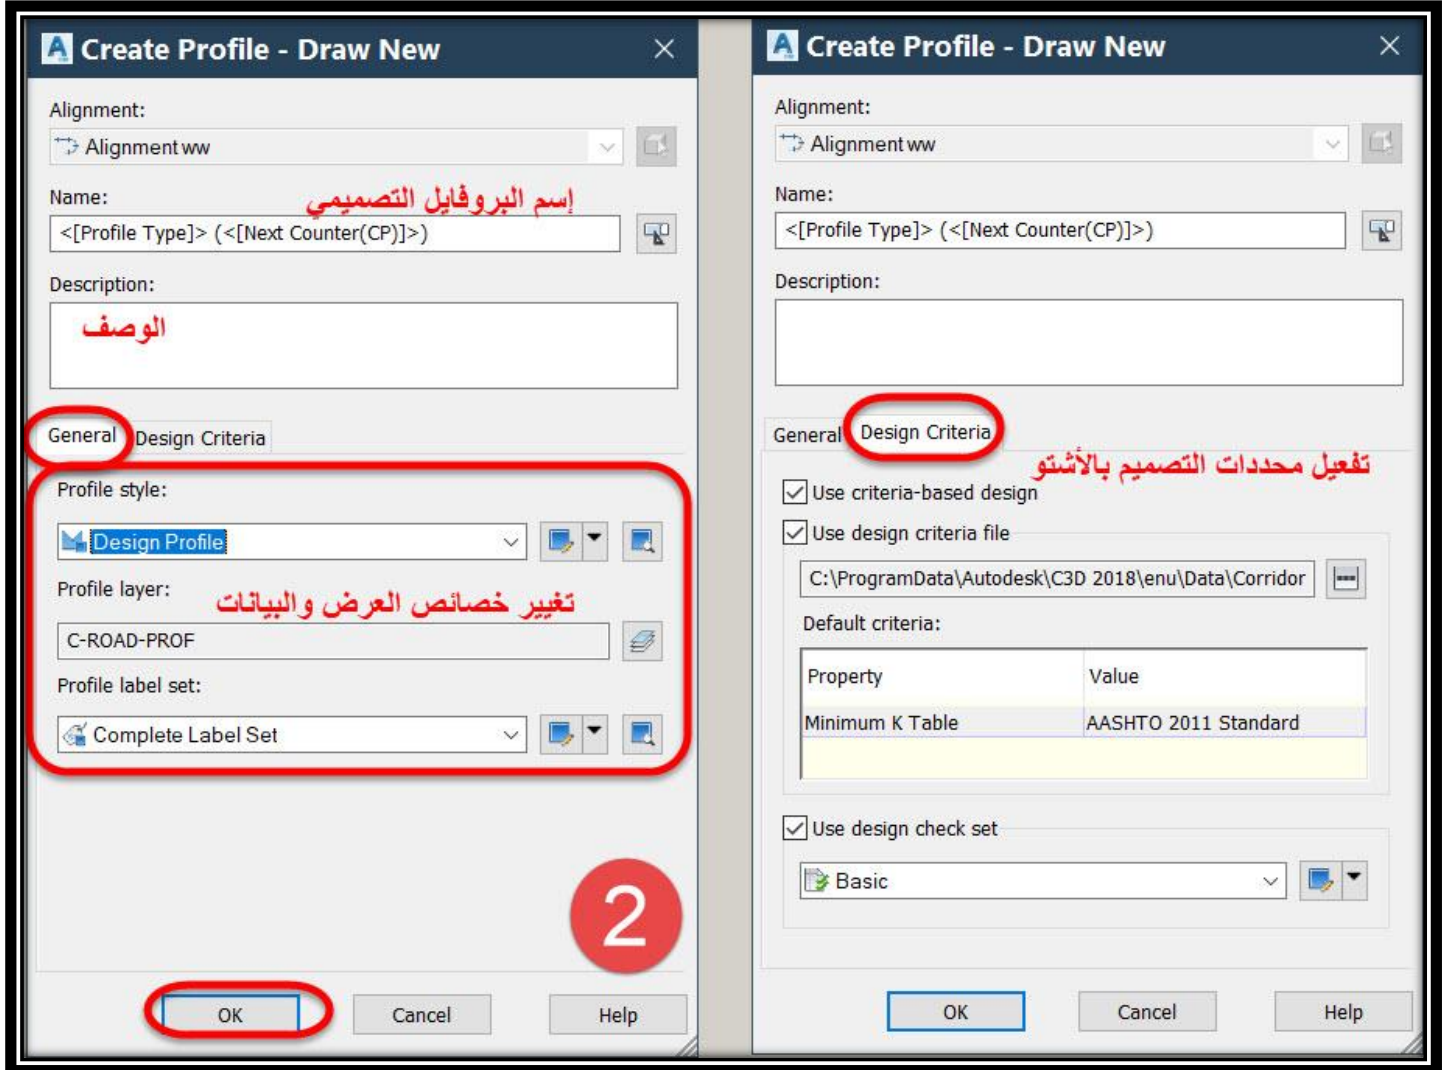 Create Profile - Draw New
Alignment:
Alignment ww
Name:
إسم البروفايل التصميمي
<[Profile Type]> (<[Next Counter(CP)]>)
Description:
الوصف
General
Design Criteria
Profile style:
Design Profile
Profile layer:
تغيير خصائص العرض والبيانات
C-ROAD-PROF
Profile label set:
Complete Label Set
2
OK
Cancel
Help
Create Profile - Draw New
Alignment:
Alignment ww
Name:
<[Profile Type]> (<[Next Counter(CP)]>)
Description:
General
Design Criteria
تفعيل محددات التصميم بالأشتو
Use criteria-based design
Use design criteria file
C:\ProgramData\Autodesk\C3D 2018\enu\Data\Corridor
Default criteria:
Property Value
Minimum K Table AASHTO 2011 Standard
Use design check set
Basic
OK
Cancel
Help